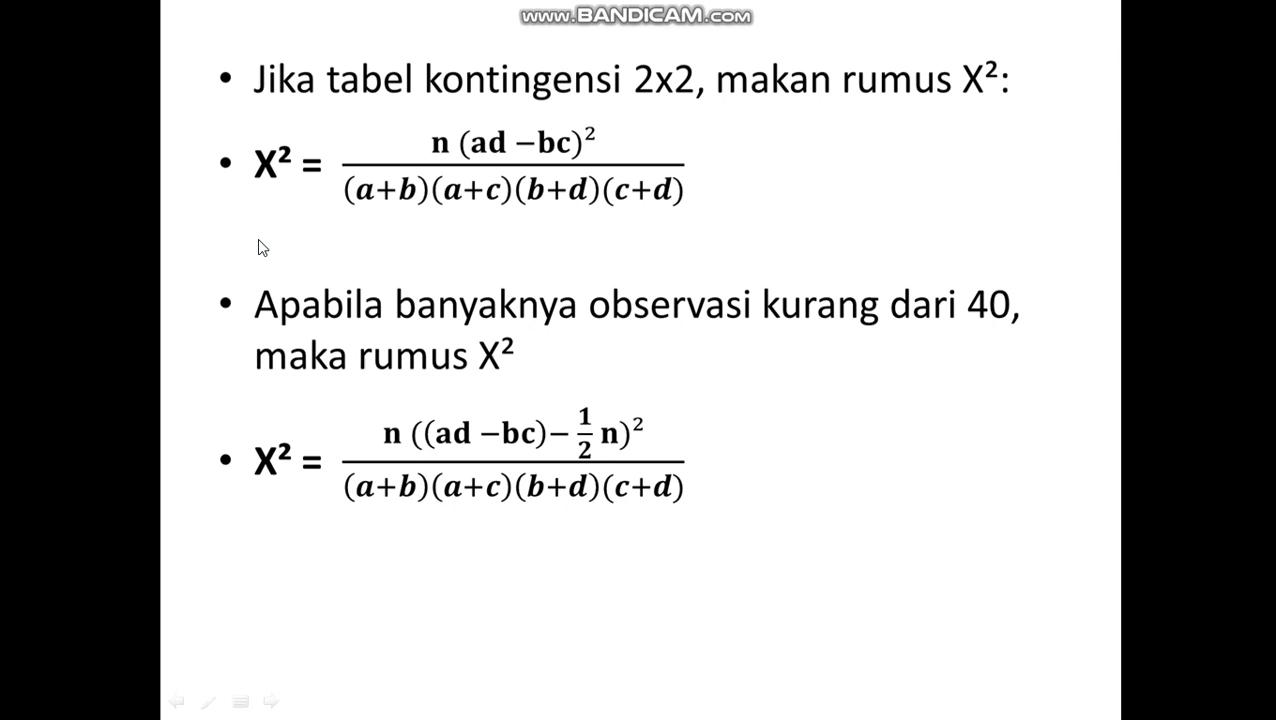 www.BANDICAM.com
• Jika tabel kontingensi 2x2, makan rumus X²:
• X² = n (ad −bc)² / (a+b)(a+c)(b+d)(c+d)
• Apabila banyaknya observasi kurang dari 40,
maka rumus X²
• X² = n ((ad −bc)− 1/2 n)² / (a+b)(a+c)(b+d)(c+d)